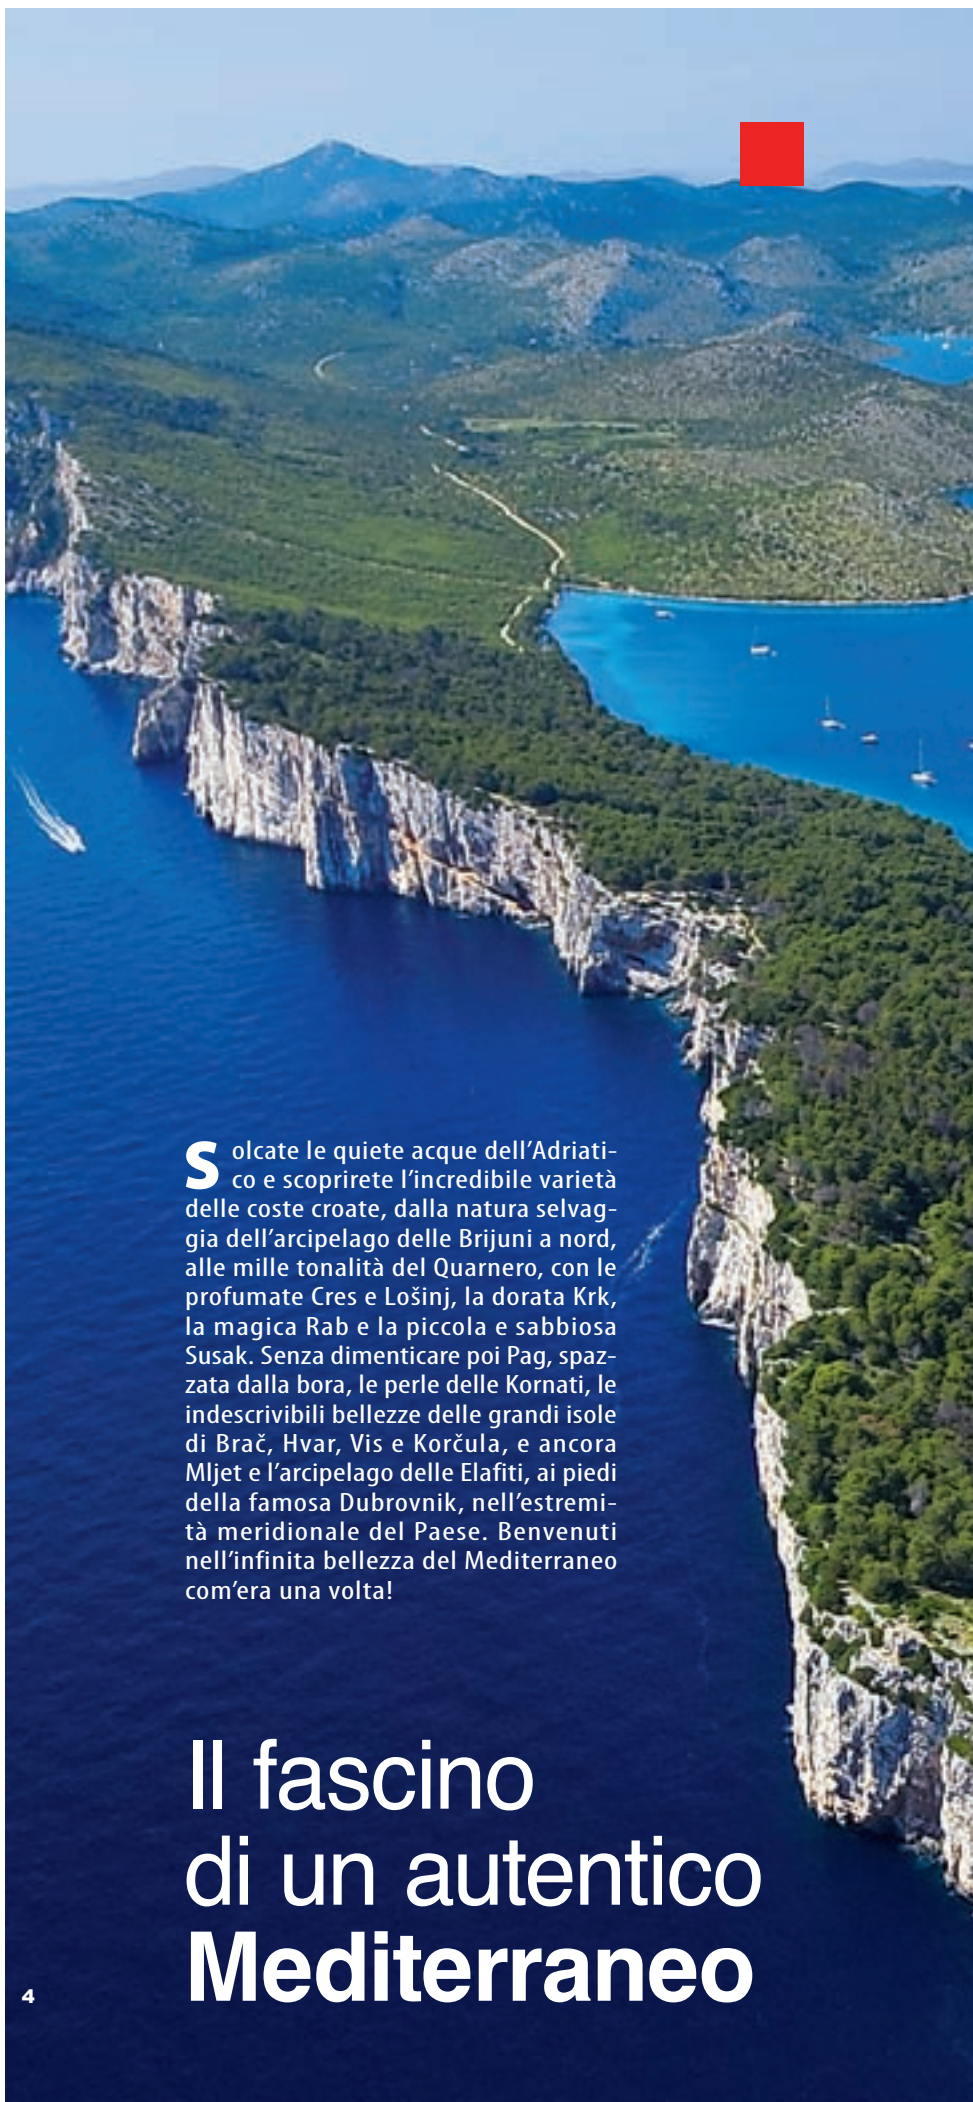 Solcate le quiete acque dell’Adriati-
co e scoprirete l’incredibile varietà
delle coste croate, dalla natura selvag-
gia dell’arcipelago delle Brijuni a nord,
alle mille tonalità del Quarnero, con le
profumate Cres e Lošinj, la dorata Krk,
la magica Rab e la piccola e sabbiosa
Susak. Senza dimenticare poi Pag, spaz-
zata dalla bora, le perle delle Kornati, le
indescrivibili bellezze delle grandi isole
di Brač, Hvar, Vis e Korčula, e ancora
Mljet e l’arcipelago delle Elafiti, ai piedi
della famosa Dubrovnik, nell’estremi-
tà meridionale del Paese. Benvenuti
nell’infinita bellezza del Mediterraneo
com’era una volta!
Il fascino
di un autentico
Mediterraneo
4